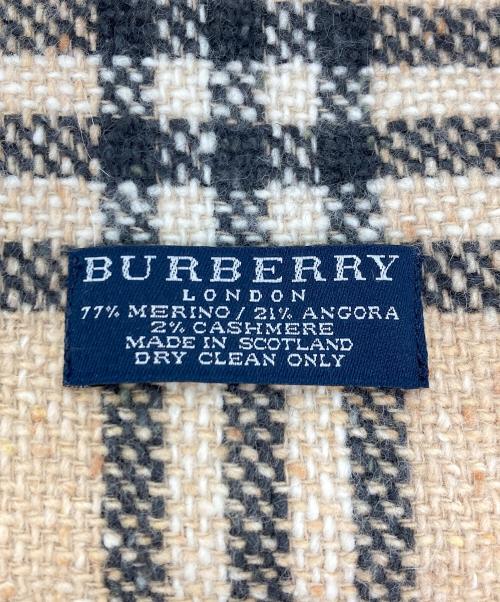 BURBERRY
LONDON
77% MERINO / 21% ANGORA
2% CASHMERE
MADE IN SCOTLAND
DRY CLEAN ONLY